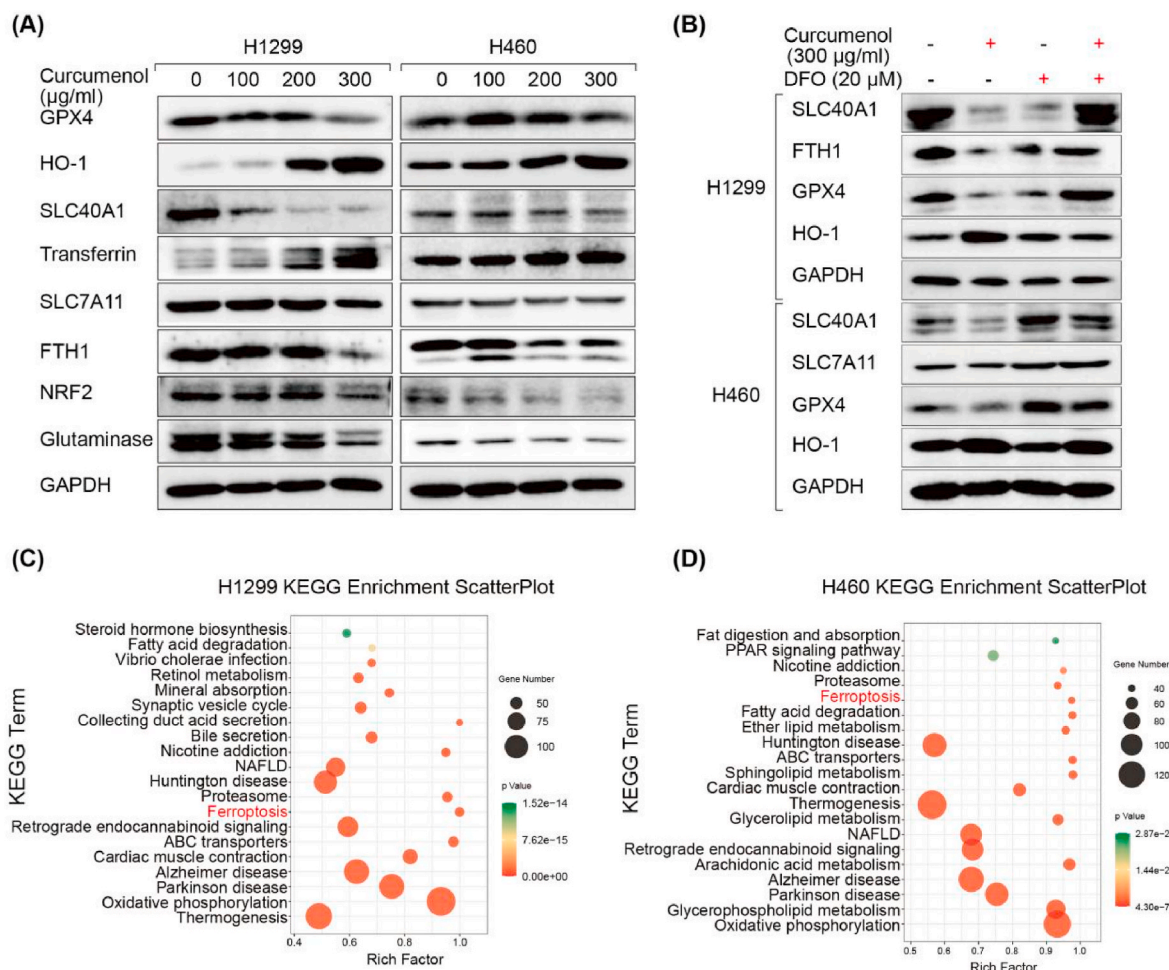 (A)
H1299 H460
Curcumenol 0 100 200 300 0 100 200 300
(µg/ml)
GPX4
HO-1
SLC40A1
Transferrin
SLC7A11
FTH1
NRF2
Glutaminase
GAPDH
(B)
Curcumenol - + - +
(300 µg/ml)
DFO (20 µM) - - + +
H1299
SLC40A1
FTH1
GPX4
HO-1
GAPDH
H460
SLC40A1
SLC7A11
GPX4
HO-1
GAPDH
(C)
H1299 KEGG Enrichment ScatterPlot
KEGG Term
Steroid hormone biosynthesis
Fatty acid degradation
Vibrio cholerae infection
Retinol metabolism
Mineral absorption
Synaptic vesicle cycle
Collecting duct acid secretion
Bile secretion
Nicotine addiction
NAFLD
Huntington disease
Proteasome
Ferroptosis
Retrograde endocannabinoid signaling
ABC transporters
Cardiac muscle contraction
Alzheimer disease
Parkinson disease
Oxidative phosphorylation
Thermogenesis
0.4 0.6 0.8 1.0
Rich Factor
Gene Number
50
75
100
p Value
1.52e-14
7.62e-15
0.00e+00
(D)
H460 KEGG Enrichment ScatterPlot
KEGG Term
Fat digestion and absorption
PPAR signaling pathway
Nicotine addiction
Proteasome
Ferroptosis
Fatty acid degradation
Ether lipid metabolism
Huntington disease
ABC transporters
Sphingolipid metabolism
Cardiac muscle contraction
Thermogenesis
Glycerolipid metabolism
NAFLD
Retrograde endocannabinoid signaling
Arachidonic acid metabolism
Alzheimer disease
Parkinson disease
Glycerophospholipid metabolism
Oxidative phosphorylation
0.5 0.6 0.7 0.8 0.9 1.0
Rich Factor
Gene Number
40
60
80
100
120
p Value
2.87e-2
1.44e-2
4.30e-7